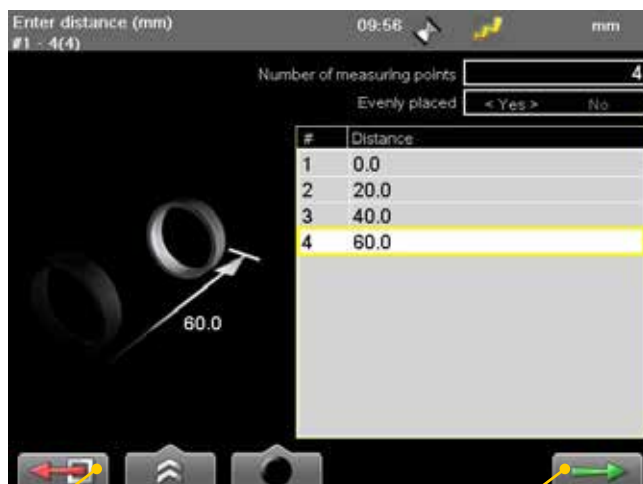 Enter distance (mm) 09:56 mm
#1 - 4(4)
Number of measuring points 4
Evenly placed < Yes > No
# Distance
1 0.0
2 20.0
3 40.0
4 60.0
60.0